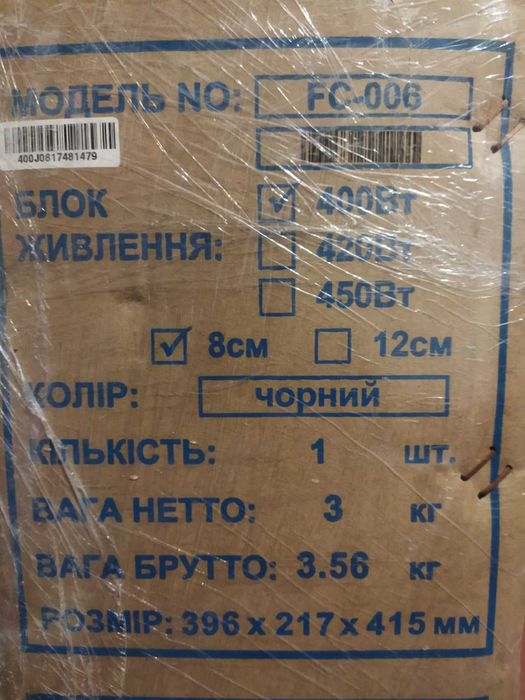 МОДЕЛЬ NO: FC-006
400J0817481479
БЛОК ЖИВЛЕННЯ:
400Вт
420Вт
450Вт
8см 12см
КОЛІР: чорний
КІЛЬКІСТЬ: 1 шт.
ВАГА НЕТТО: 3 кг
ВАГА БРУТТО: 3.56 кг
РОЗМІР: 396 x 217 x 415 мм